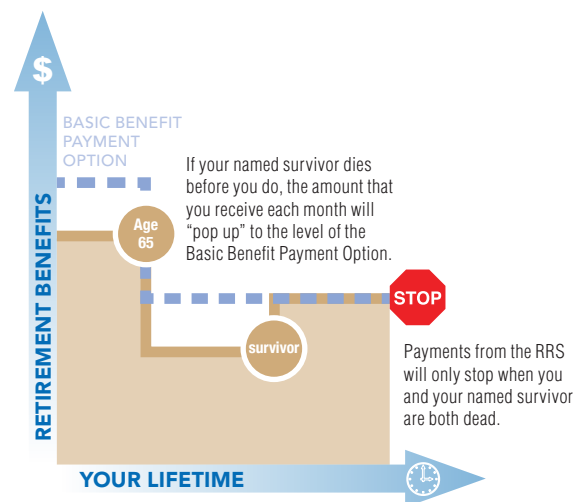 $
BASIC BENEFIT
PAYMENT
OPTION
If your named survivor dies
before you do, the amount that
you receive each month will
“pop up” to the level of the
Basic Benefit Payment Option.
RETIREMENT BENEFITS
Age
65
STOP
survivor
Payments from the RRS
will only stop when you
and your named survivor
are both dead.
YOUR LIFETIME